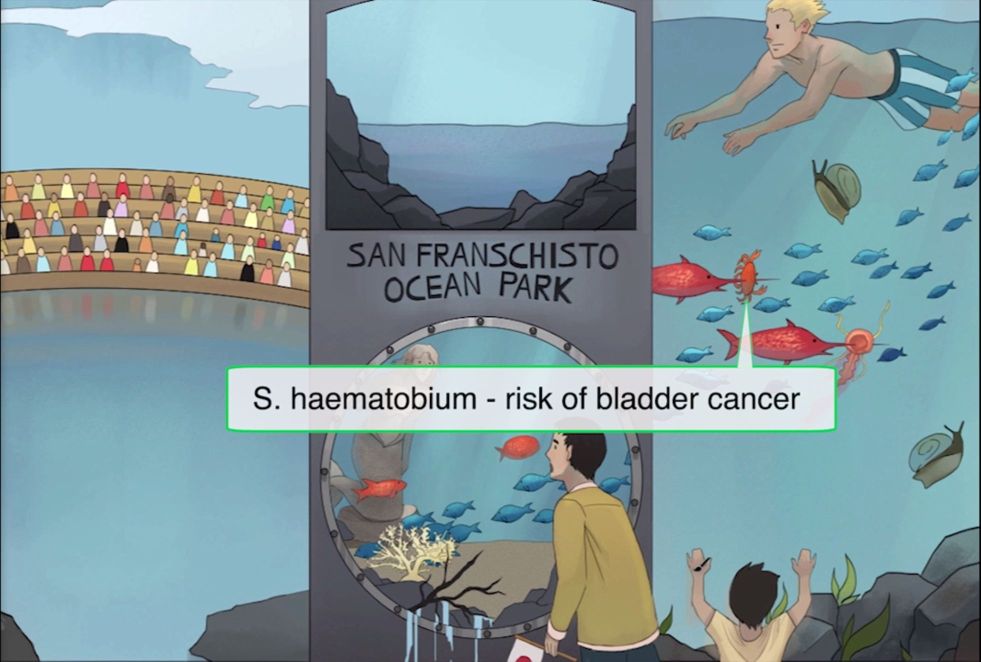 SAN FRANSCHISTO
OCEAN PARK
S. haematobium - risk of bladder cancer